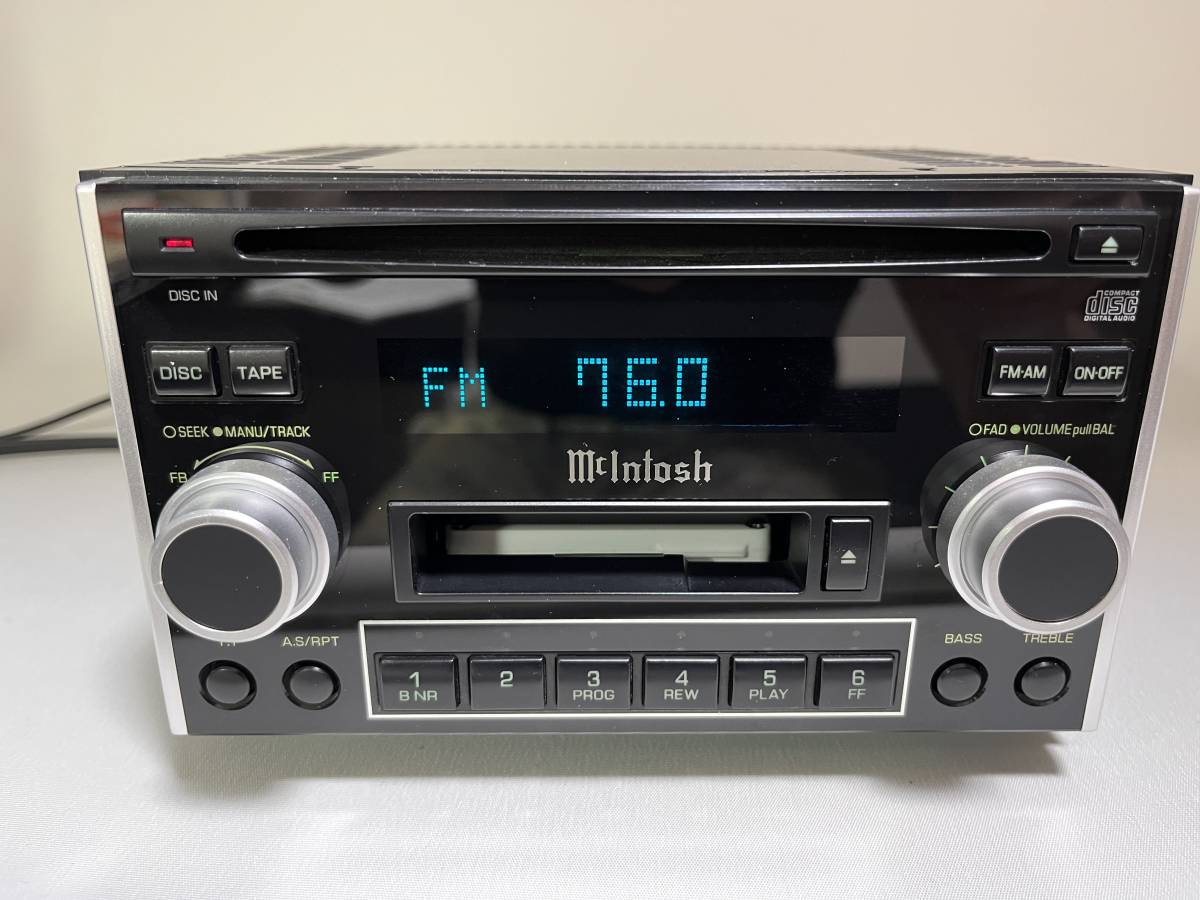 DISC IN
COMPACT
disc
DIGITAL AUDIO
DISC TAPE
FM 76.0
FM·AM ON·OFF
SEEK MANU/TRACK
FAD VOLUME pull BAL
FB FF
McIntosh
A.S/RPT
BASS TREBLE
1 2 3 4 5 6
B NR PROG REW PLAY FF